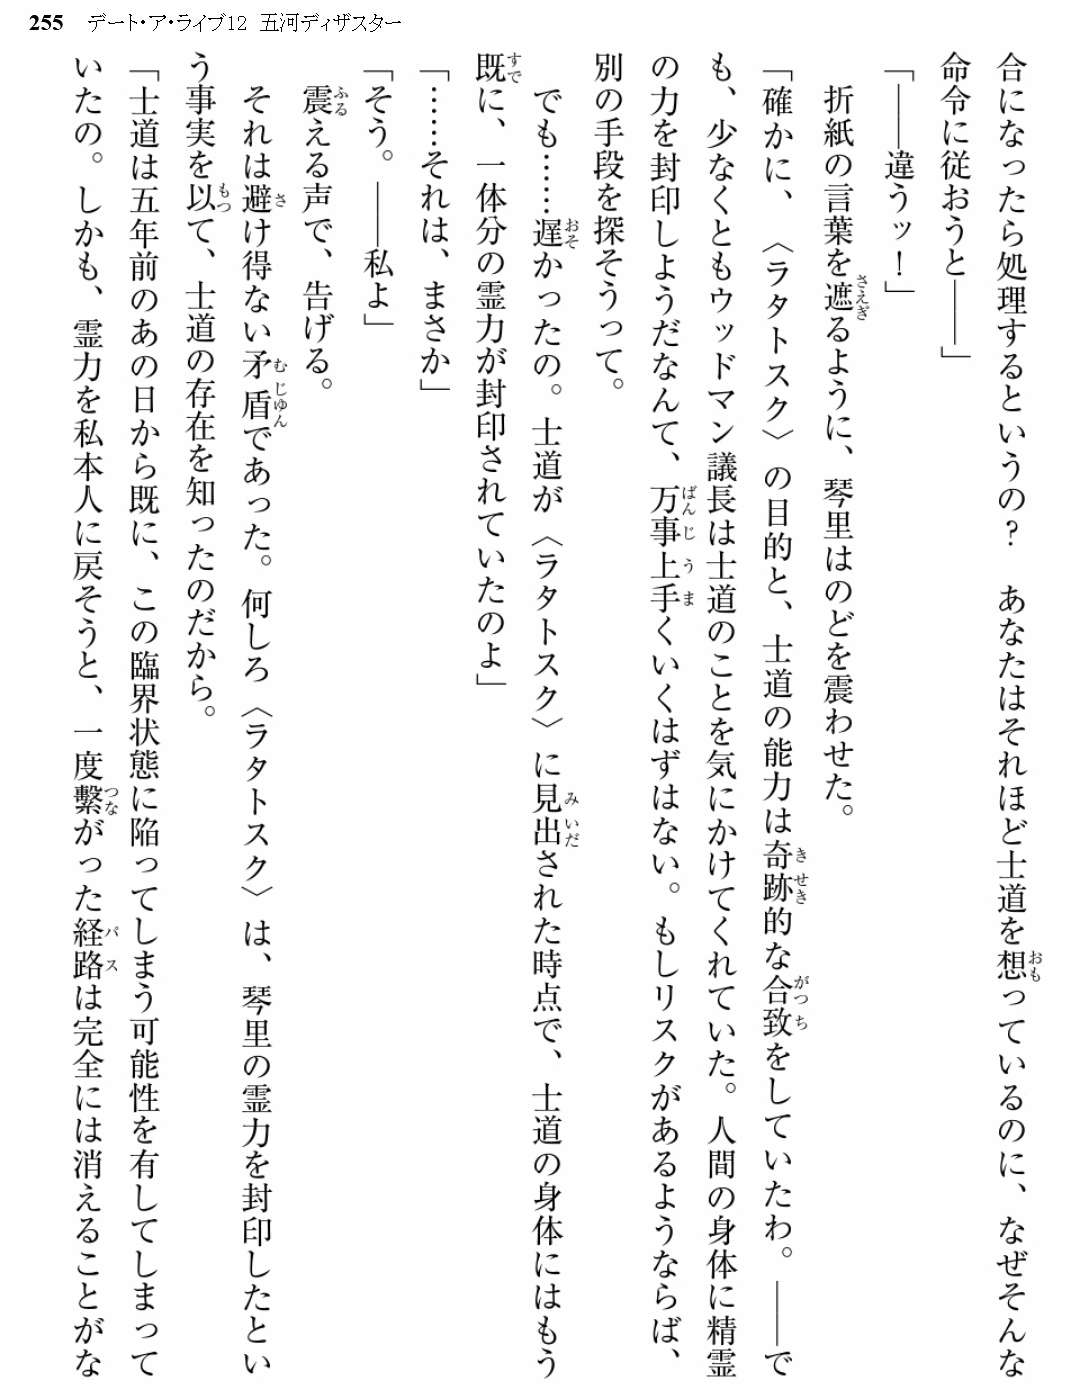 255 デート・ア・ライブ12 五河ディザスター
合になったら処理するというの？　あなたはそれほど士道を想っているのに、なぜそんな
命令に従おうと――」
「――違うッ！」
　折紙の言葉を遮るように、琴里はのどを震わせた。
「確かに、〈ラタトスク〉の目的と、士道の能力は奇跡的な合致をしていたわ。――で
も、少なくともウッドマン議長は士道のことを気にかけてくれていた。人間の身体に精霊
の力を封印しようだなんて、万事上手くいくはずはない。もしリスクがあるようならば、
別の手段を探そうって。
　でも……遅かったの。士道が〈ラタトスク〉に見出された時点で、士道の身体にはもう
既に、一体分の霊力が封印されていたのよ」
「……それは、まさか」
「そう。――私よ」
　震える声で、告げる。
　それは避け得ない矛盾であった。何しろ〈ラタトスク〉は、琴里の霊力を封印したとい
う事実を以て、士道の存在を知ったのだから。
「士道は五年前のあの日から既に、この臨界状態に陥ってしまう可能性を有してしまって
いたの。しかも、霊力を私本人に戻そうと、一度繫がった経路は完全には消えることがな